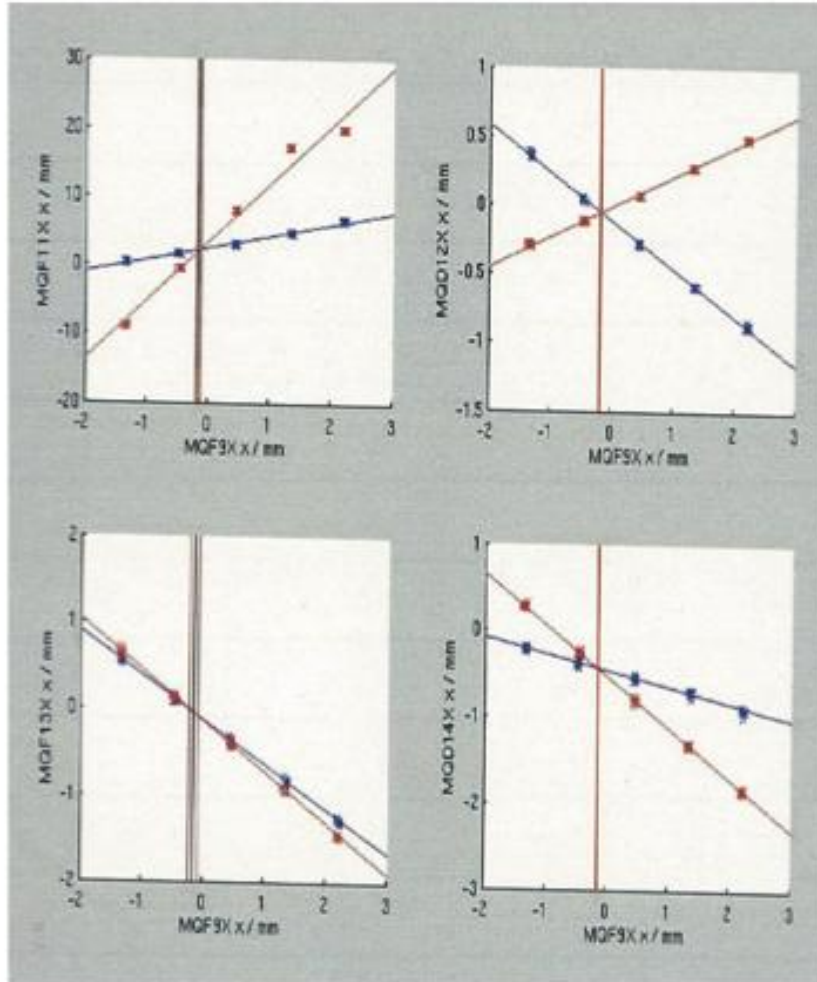 30
20
10
0
-10
-20
-2 -1 0 1 2 3
MQF11X x / mm
MQF9X x / mm
1
0.5
0
-0.5
-1
-1.5
-2 -1 0 1 2 3
MQD12X x / mm
MQF9X x / mm
2
1
0
-1
-2
-2 -1 0 1 2 3
MQF13X x / mm
MQF9X x / mm
1
0
-1
-2
-3
-2 -1 0 1 2 3
MQD14X x / mm
MQF9X x / mm